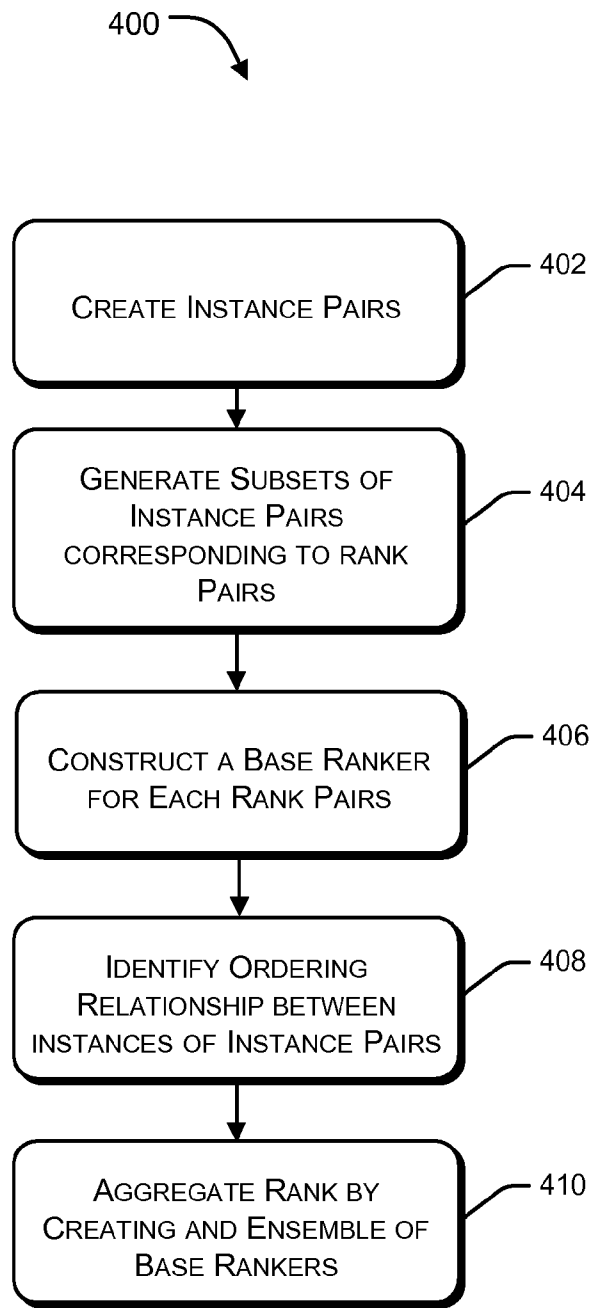 400
CREATE INSTANCE PAIRS
402
GENERATE SUBSETS OF
INSTANCE PAIRS
CORRESPONDING TO RANK
PAIRS
404
CONSTRUCT A BASE RANKER
FOR EACH RANK PAIRS
406
IDENTIFY ORDERING
RELATIONSHIP BETWEEN
INSTANCES OF INSTANCE PAIRS
408
AGGREGATE RANK BY
CREATING AND ENSEMBLE OF
BASE RANKERS
410